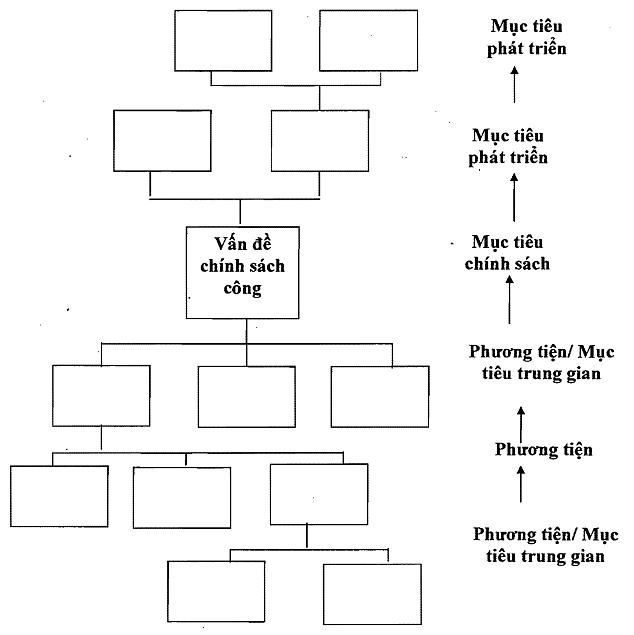 Mục tiêu
phát triển
Mục tiêu
phát triển
Vấn đề
chính sách
công
Mục tiêu
chính sách
Phương tiện/ Mục
tiêu trung gian
Phương tiện
Phương tiện/ Mục
tiêu trung gian